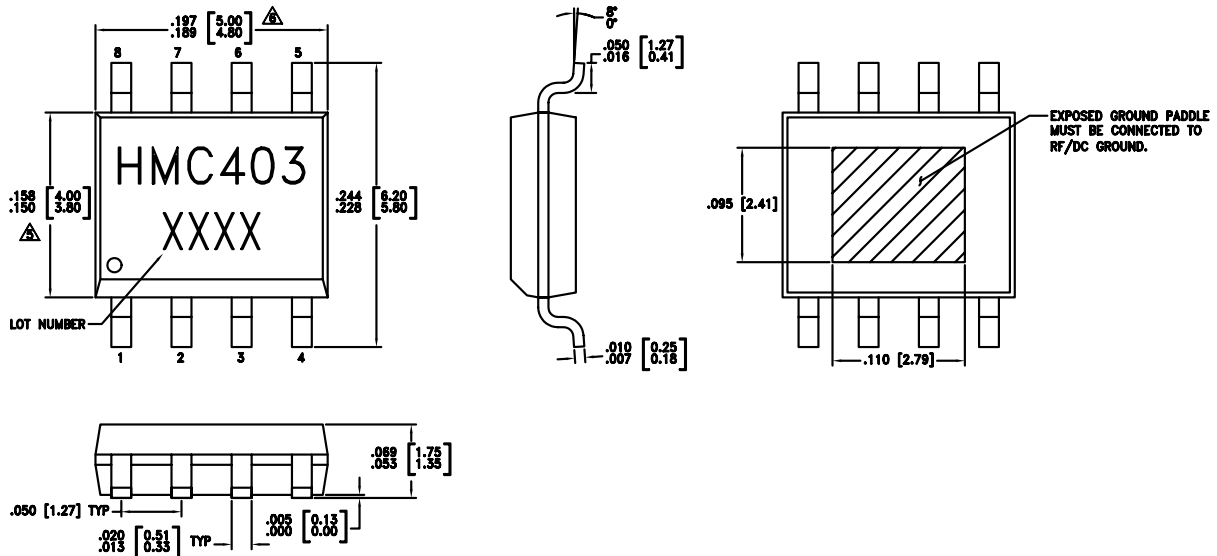 .197 [5.00] 6
.189 [4.80]
8 7 6 5
HMC403
XXXX
.158 [4.00]
.150 [3.80]
5
.244 [6.20]
.228 [5.80]
LOT NUMBER
1 2 3 4
8°
0°
.050 [1.27]
.016 [0.41]
.010 [0.25]
.007 [0.18]
EXPOSED GROUND PADDLE
MUST BE CONNECTED TO
RF/DC GROUND.
.095 [2.41]
.110 [2.79]
.069 [1.75]
.053 [1.35]
.050 [1.27] TYP
.020 [0.51] TYP
.013 [0.33]
.005 [0.13]
.000 [0.00]